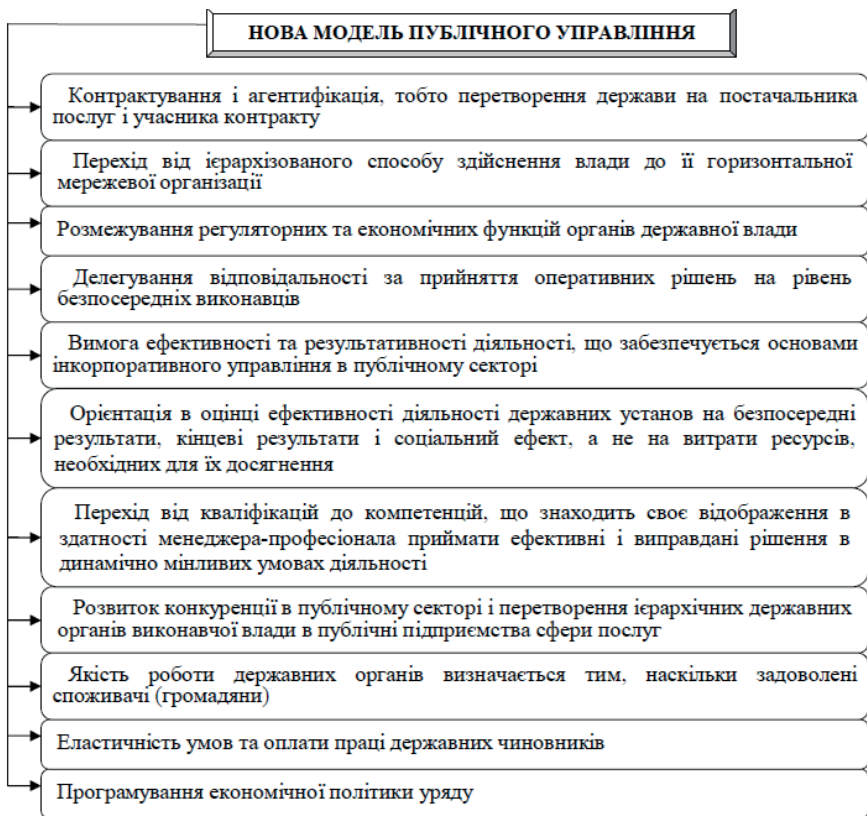 НОВА МОДЕЛЬ ПУБЛІЧНОГО УПРАВЛІННЯ
Контрактування і агентифікація, тобто перетворення держави на постачальника
послуг і учасника контракту
Перехід від ієрархізованого способу здійснення влади до її горизонтальної
мережевої організації
Розмежування регуляторних та економічних функцій органів державної влади
Делегування відповідальності за прийняття оперативних рішень на рівень
безпосередніх виконавців
Вимога ефективності та результативності діяльності, що забезпечується основами
інкорпоративного управління в публічному секторі
Орієнтація в оцінці ефективності діяльності державних установ на безпосередні
результати, кінцеві результати і соціальний ефект, а не на витрати ресурсів,
необхідних для їх досягнення
Перехід від кваліфікацій до компетенцій, що знаходить своє відображення в
здатності менеджера-професіонала приймати ефективні і виправдані рішення в
динамічно мінливих умовах діяльності
Розвиток конкуренції в публічному секторі і перетворення ієрархічних державних
органів виконавчої влади в публічні підприємства сфери послуг
Якість роботи державних органів визначається тим, наскільки задоволені
споживачі (громадяни)
Еластичність умов та оплати праці державних чиновників
Програмування економічної політики уряду